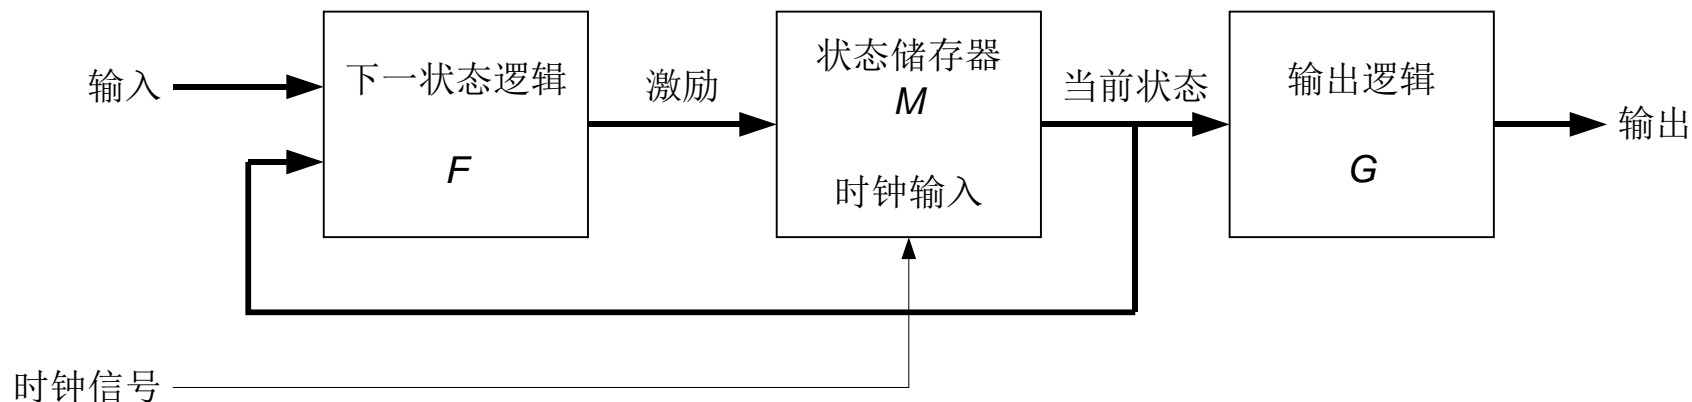 输入
下一状态逻辑
F
激励
状态储存器
M
时钟输入
当前状态
输出逻辑
G
输出
时钟信号